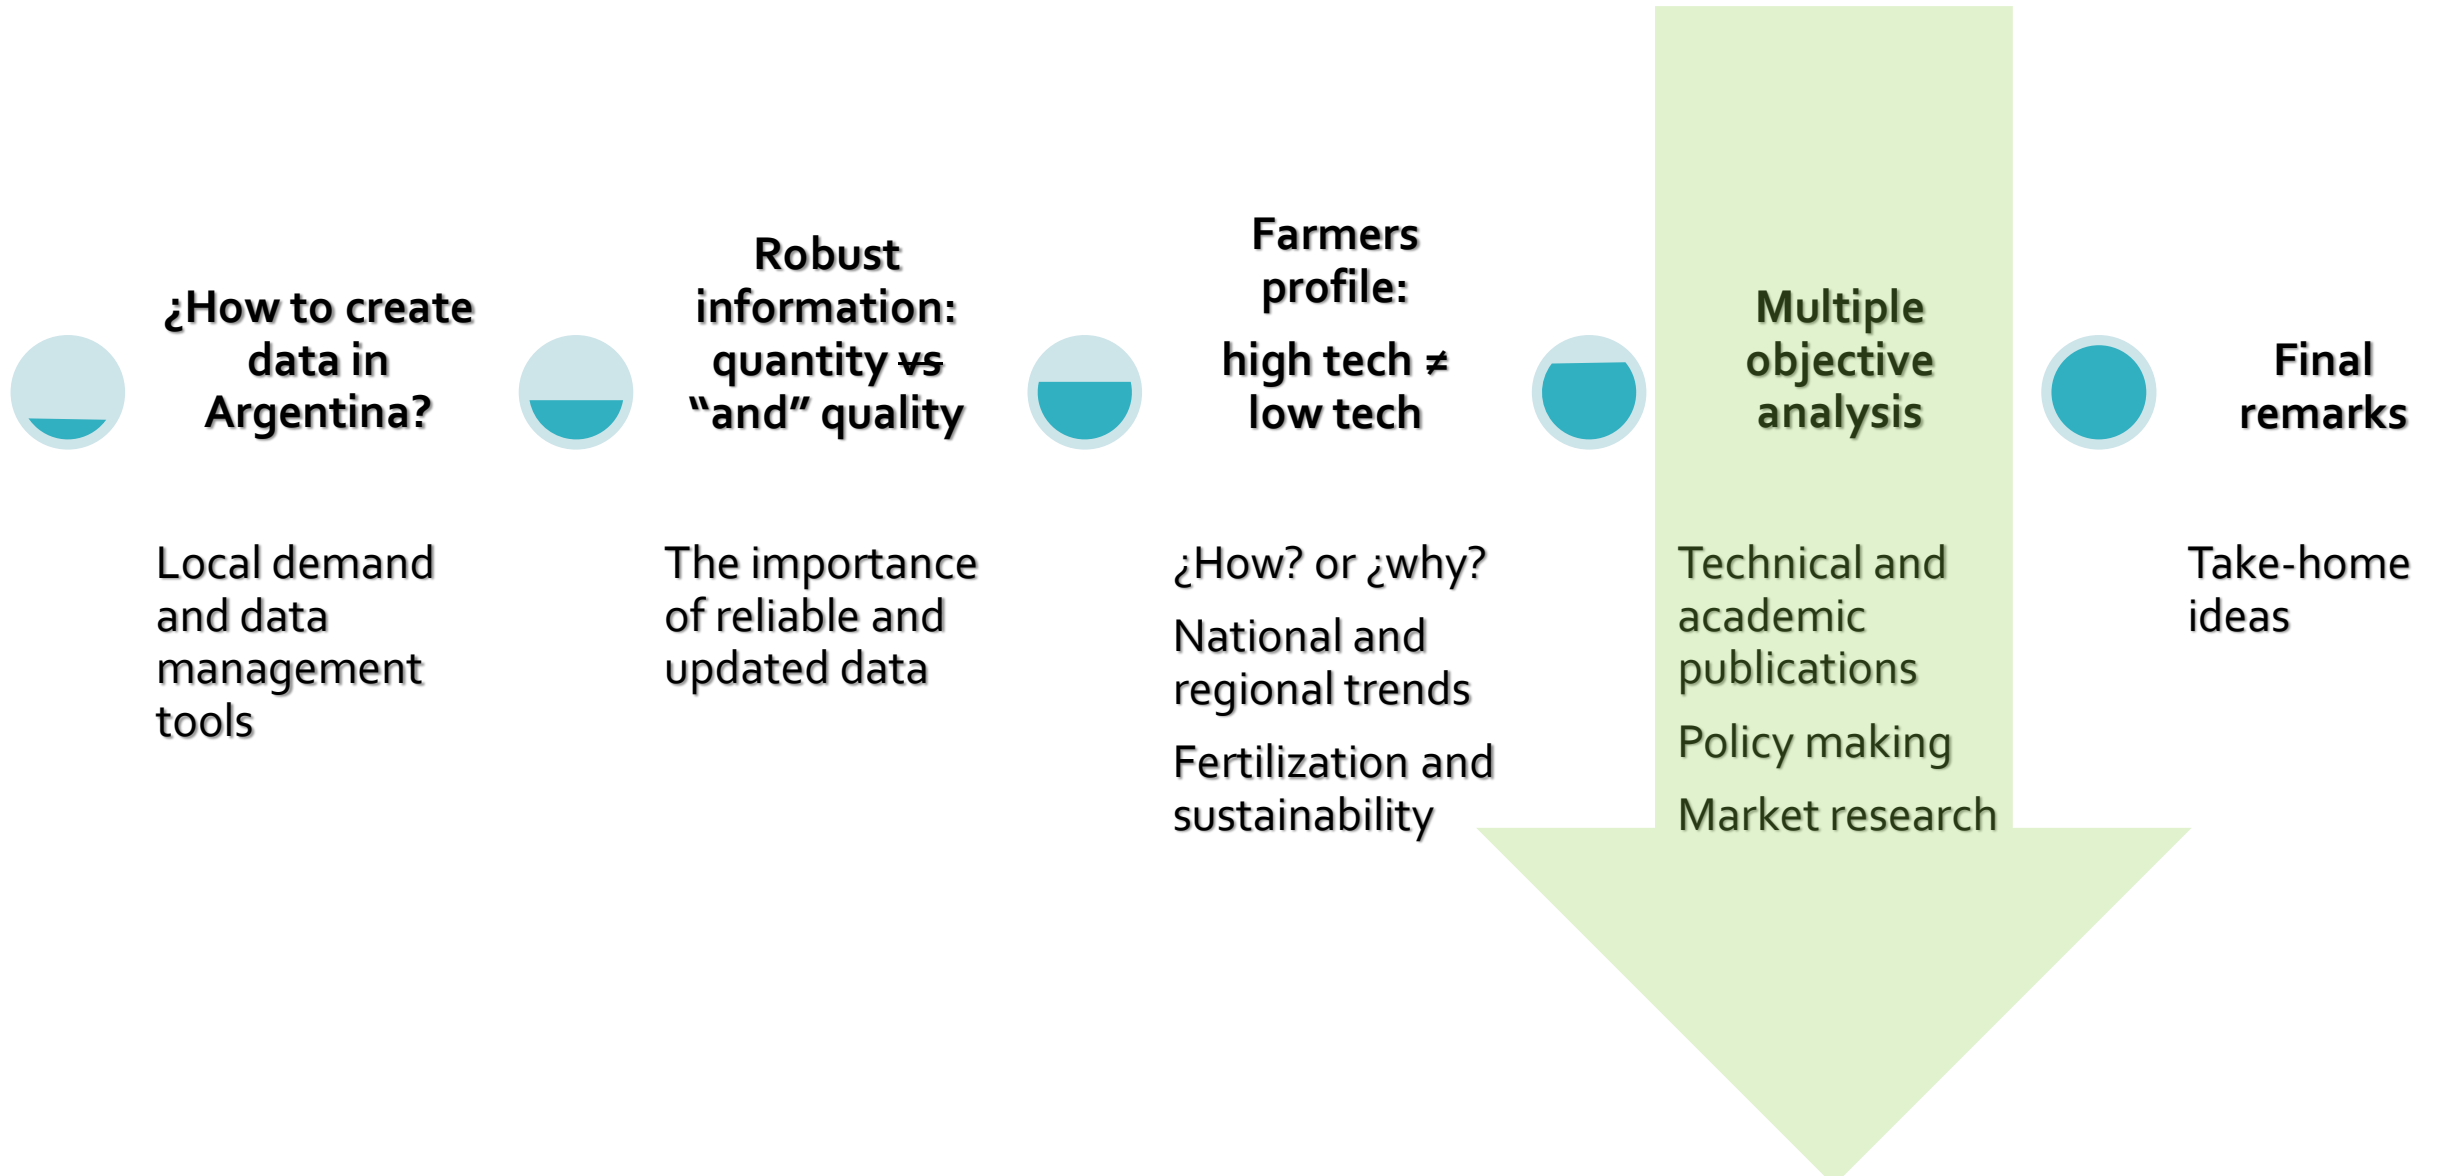 ¿How to create
data in
Argentina?
Local demand
and data
management
tools
Robust
information:
quantity vs
“and” quality
The importance
of reliable and
updated data
Farmers
profile:
high tech ≠
low tech
¿How? or ¿why?
National and
regional trends
Fertilization and
sustainability
Multiple
objective
analysis
Technical and
academic
publications
Policy making
Market research
Final
remarks
Take-home
ideas